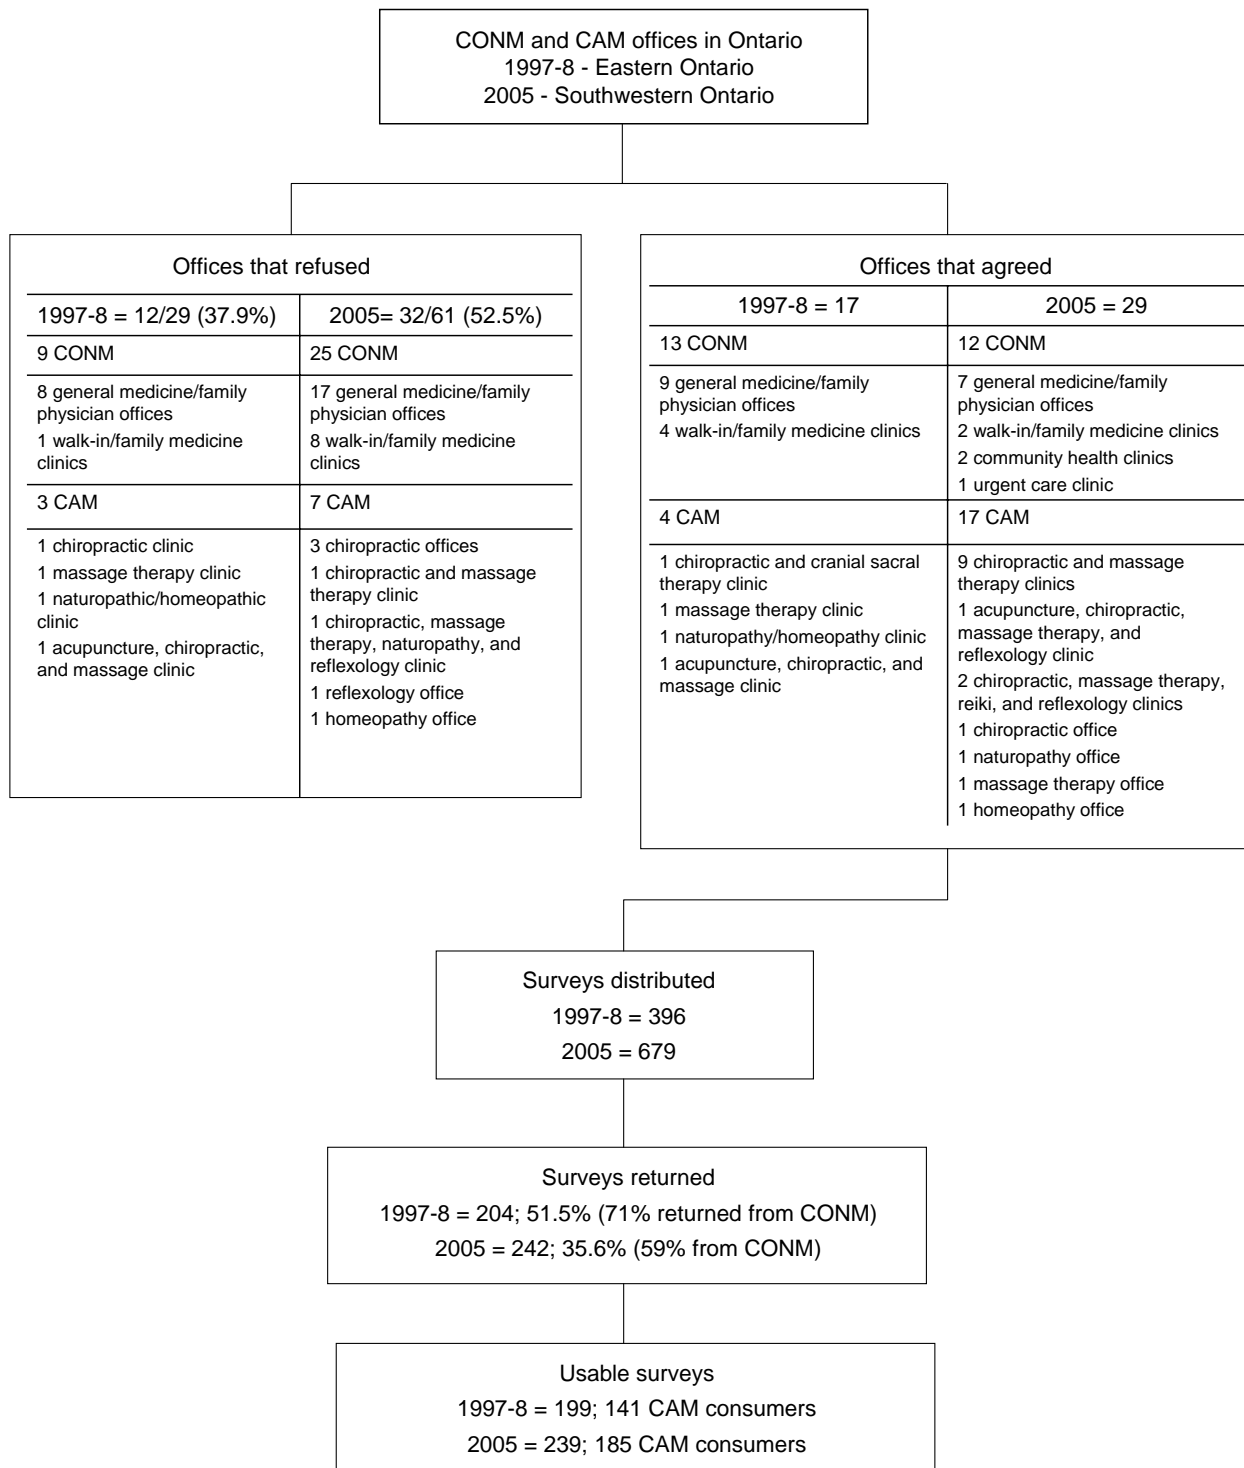 CONM and CAM offices in Ontario
1997-8 - Eastern Ontario
2005 - Southwestern Ontario
Offices that refused
1997-8 = 12/29 (37.9%)
9 CONM
8 general medicine/family
physician offices
1 walk-in/family medicine
clinics
3 CAM
1 chiropractic clinic
1 massage therapy clinic
1 naturopathic/homeopathic
clinic
1 acupuncture, chiropractic,
and massage clinic
2005= 32/61 (52.5%)
25 CONM
17 general medicine/family
physician offices
8 walk-in/family medicine
clinics
7 CAM
3 chiropractic offices
1 chiropractic and massage
therapy clinic
1 chiropractic, massage
therapy, naturopathy, and
reflexology clinic
1 reflexology office
1 homeopathy office
Offices that agreed
1997-8 = 17
13 CONM
9 general medicine/family
physician offices
4 walk-in/family medicine clinics
4 CAM
1 chiropractic and cranial sacral
therapy clinic
1 massage therapy clinic
1 naturopathy/homeopathy clinic
1 acupuncture, chiropractic, and
massage clinic
2005 = 29
12 CONM
7 general medicine/family
physician offices
2 walk-in/family medicine clinics
2 community health clinics
1 urgent care clinic
17 CAM
9 chiropractic and massage
therapy clinics
1 acupuncture, chiropractic,
massage therapy, and
reflexology clinic
2 chiropractic, massage therapy,
reiki, and reflexology clinics
1 chiropractic office
1 naturopathy office
1 massage therapy office
1 homeopathy office
Surveys distributed
1997-8 = 396
2005 = 679
Surveys returned
1997-8 = 204; 51.5% (71% returned from CONM)
2005 = 242; 35.6% (59% from CONM)
Usable surveys
1997-8 = 199; 141 CAM consumers
2005 = 239; 185 CAM consumers